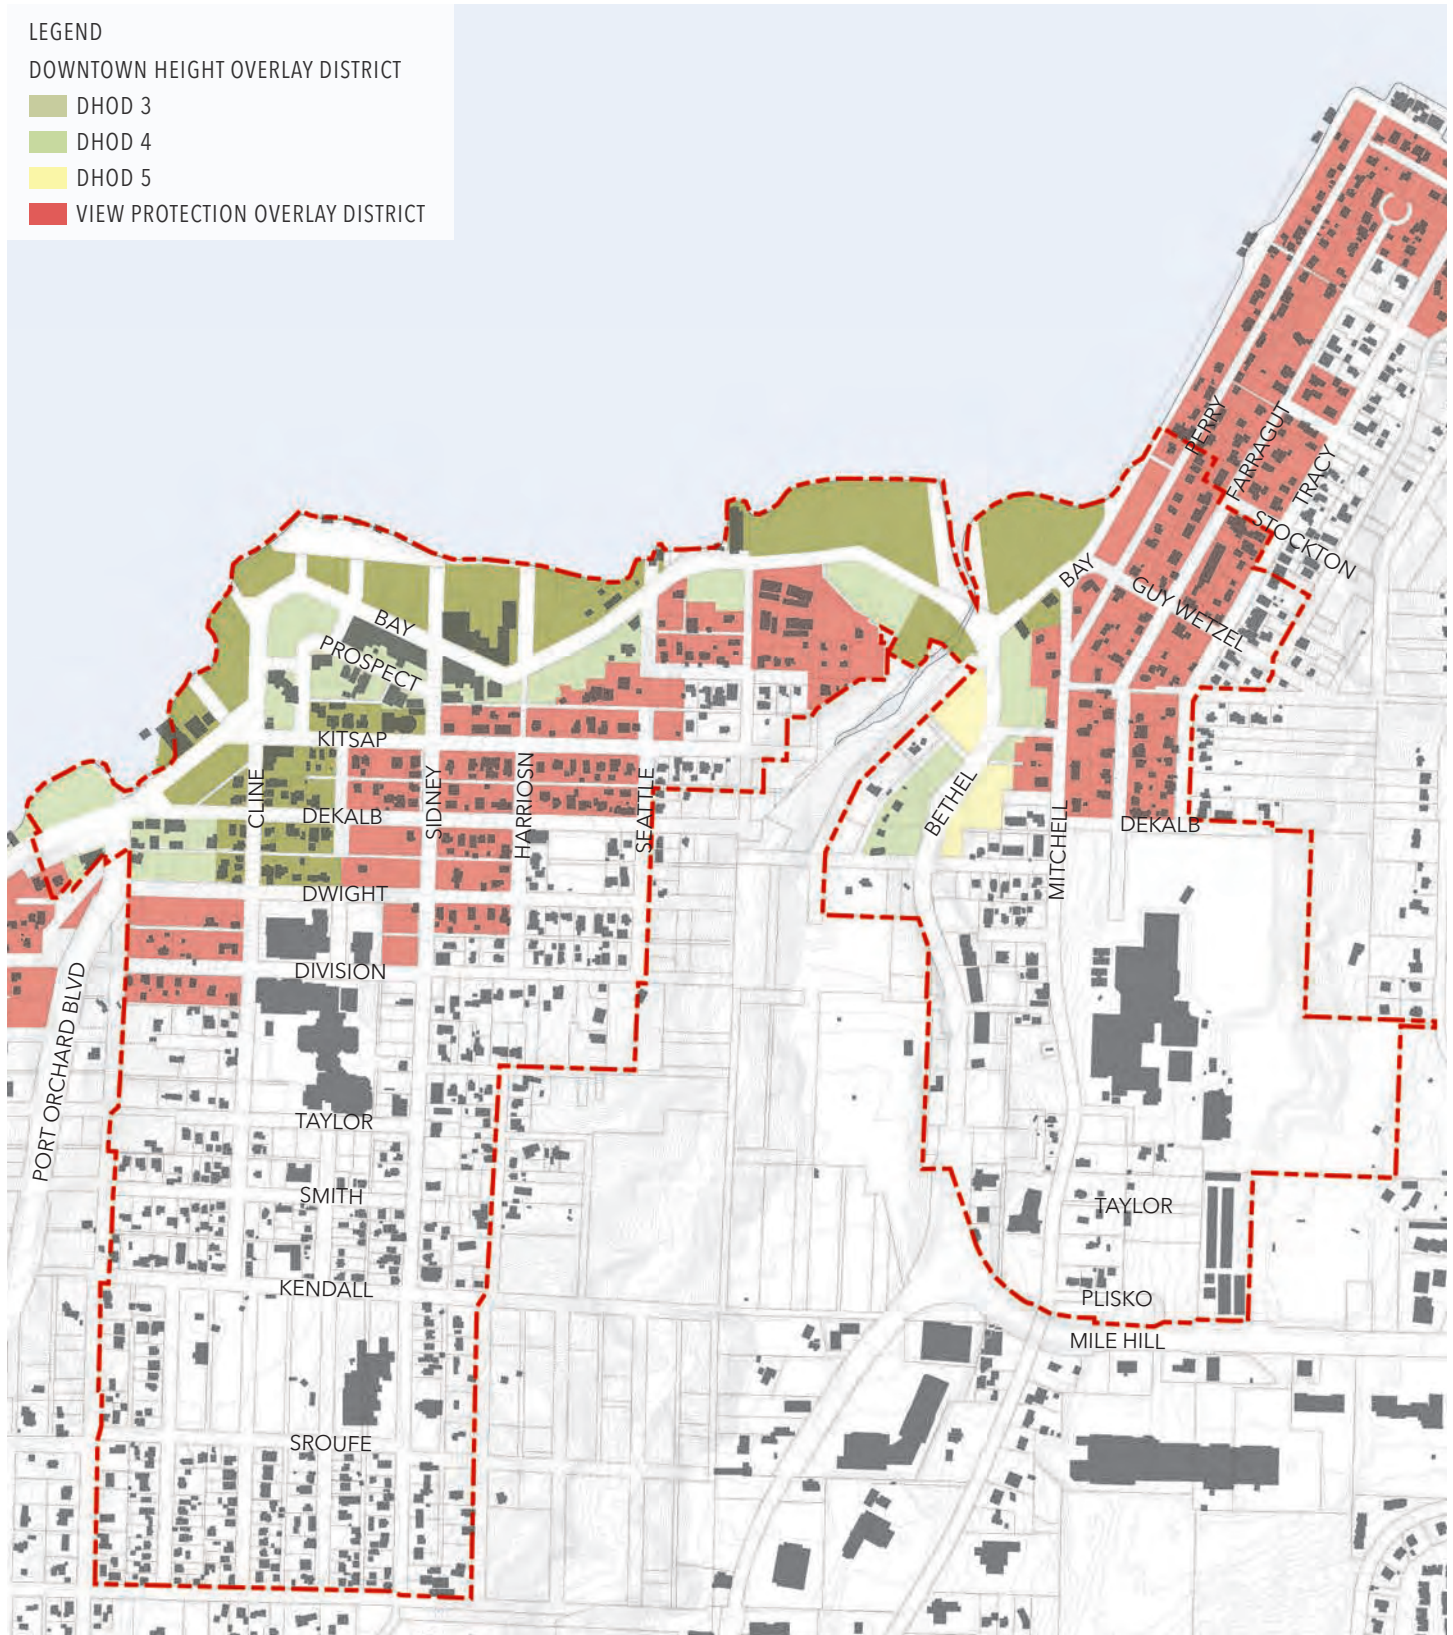 LEGEND
DOWNTOWN HEIGHT OVERLAY DISTRICT
DHOD 3
DHOD 4
DHOD 5
VIEW PROTECTION OVERLAY DISTRICT
PERRY
FARRAGUT
TRACY
STOCKTON
BAY
GUY WETZEL
BAY
PROSPECT
KITSAP
CLINE
SIDNEY
HARRIOSN
SEATTLE
DEKALB
BETHEL
MITCHELL
DEKALB
DWIGHT
DIVISION
PORT ORCHARD BLVD
TAYLOR
SMITH
TAYLOR
KENDALL
PLISKO
MILE HILL
SROUFE